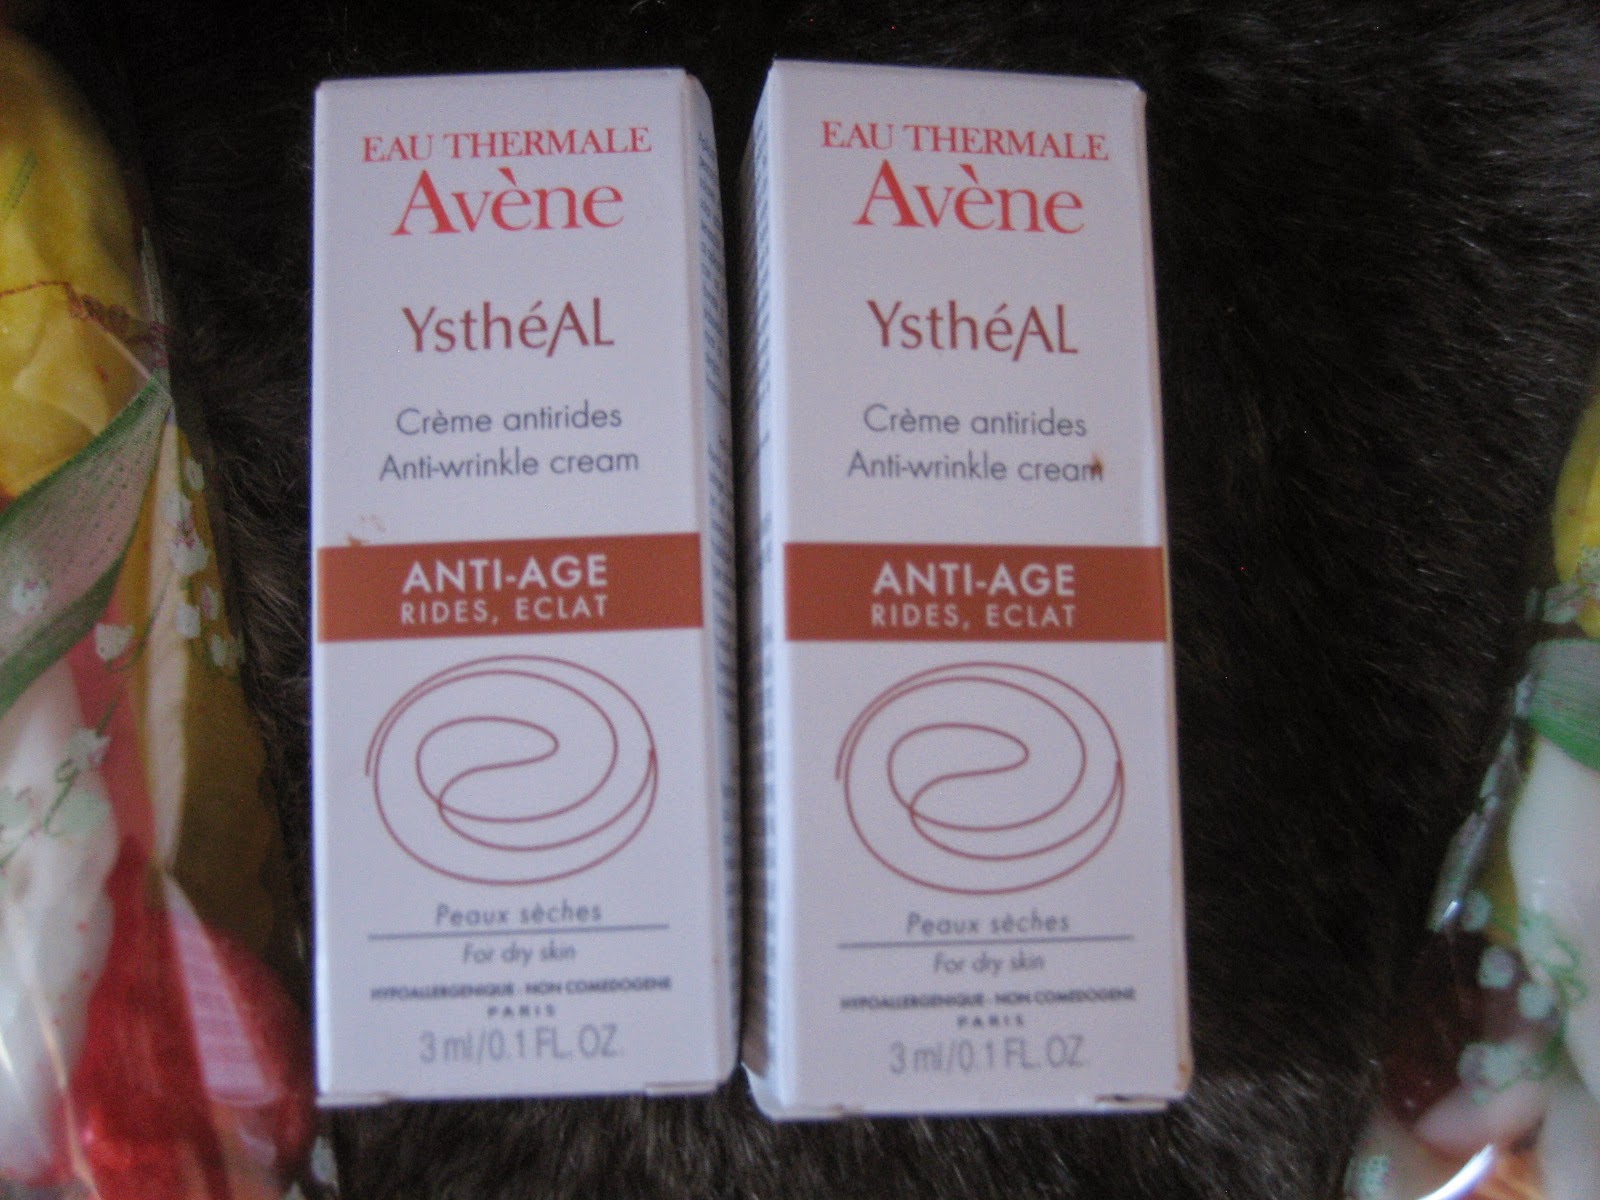 EAU THERMALE
Avène
YsthéAL
Crème antirides
Anti-wrinkle cream
ANTI-AGE
RIDES, ECLAT
Peaux sèches
For dry skin
HYPOALLERGENIQUE - NON COMEDOGENE
PARIS
3 ml/0.1 FL. OZ.
EAU THERMALE
Avène
YsthéAL
Crème antirides
Anti-wrinkle cream
ANTI-AGE
RIDES, ECLAT
Peaux sèches
For dry skin
HYPOALLERGENIQUE - NON COMEDOGENE
PARIS
3 ml/0.1 FL. OZ.